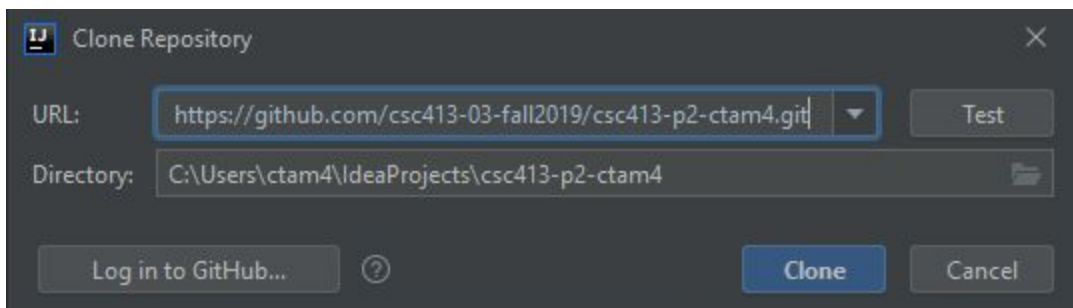 IJ Clone Repository
URL: https://github.com/csc413-03-fall2019/csc413-p2-ctam4.git Test
Directory: C:\Users\ctam4\IdeaProjects\csc413-p2-ctam4
Log in to GitHub... ? Clone Cancel